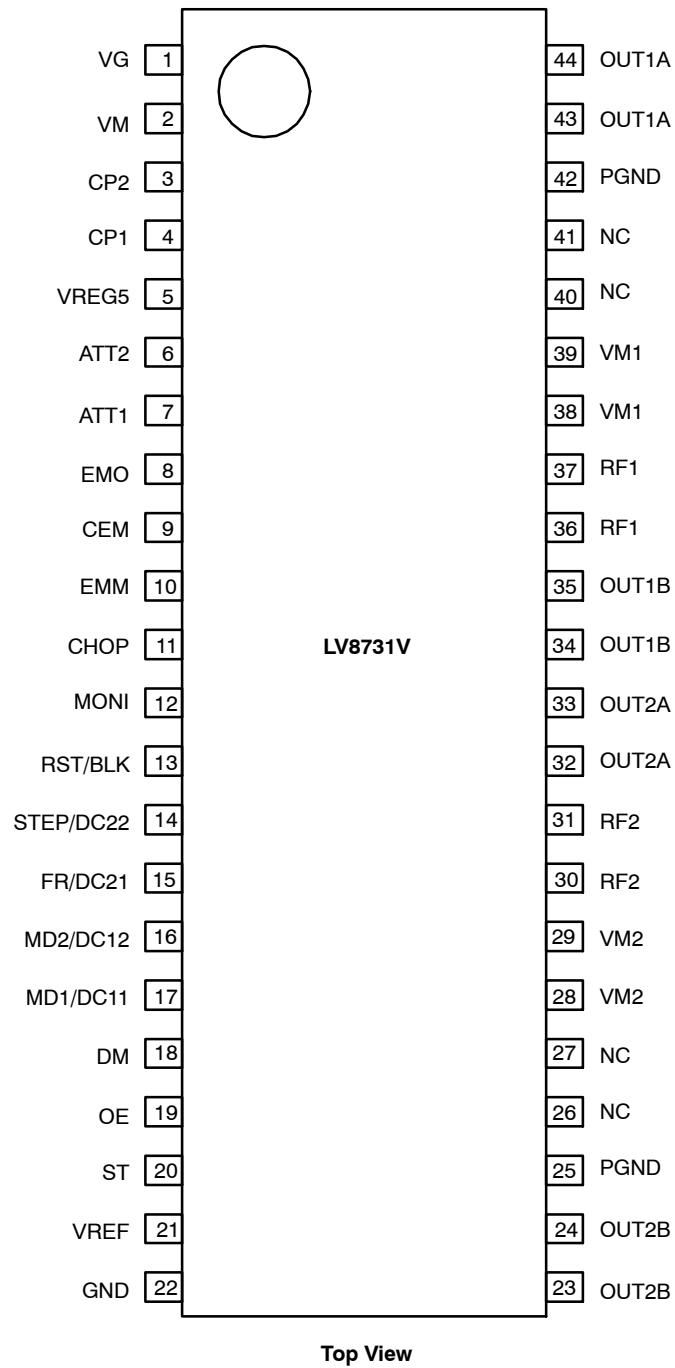 VG 1 44 OUT1A
VM 2 43 OUT1A
CP2 3 42 PGND
CP1 4 41 NC
VREG5 5 40 NC
ATT2 6 39 VM1
ATT1 7 38 VM1
EMO 8 37 RF1
CEM 9 36 RF1
EMM 10 35 OUT1B
CHOP 11 LV8731V 34 OUT1B
MONI 12 33 OUT2A
RST/BLK 13 32 OUT2A
STEP/DC22 14 31 RF2
FR/DC21 15 30 RF2
MD2/DC12 16 29 VM2
MD1/DC11 17 28 VM2
DM 18 27 NC
OE 19 26 NC
ST 20 25 PGND
VREF 21 24 OUT2B
GND 22 23 OUT2B
Top View